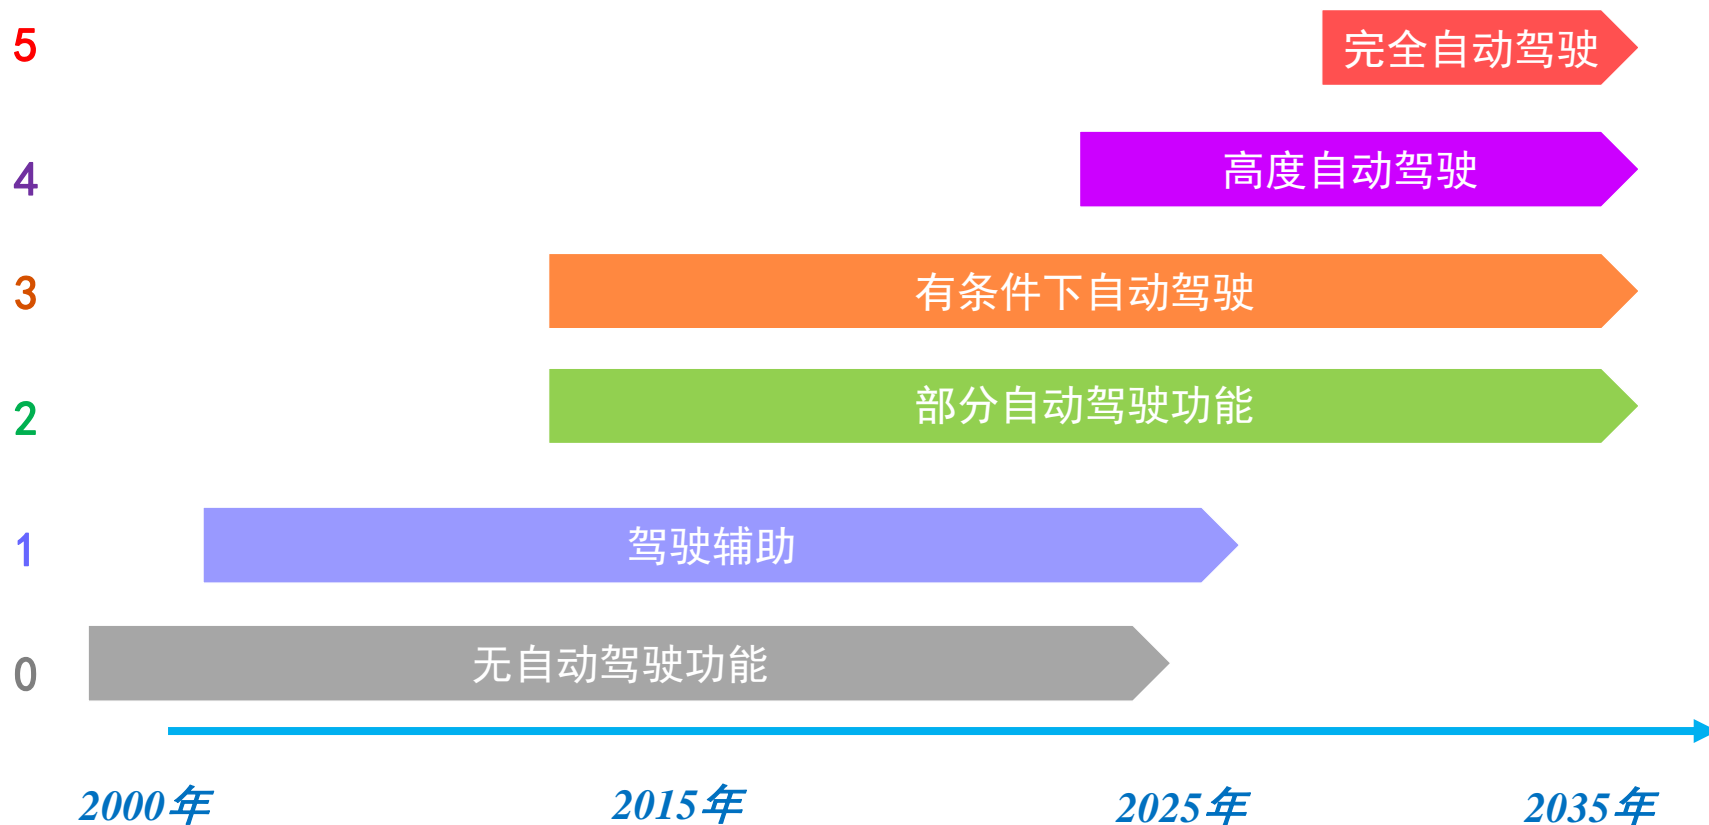 5
完全自动驾驶
4
高度自动驾驶
3
有条件下自动驾驶
2
部分自动驾驶功能
1
驾驶辅助
0
无自动驾驶功能
2000年
2015年
2025年
2035年